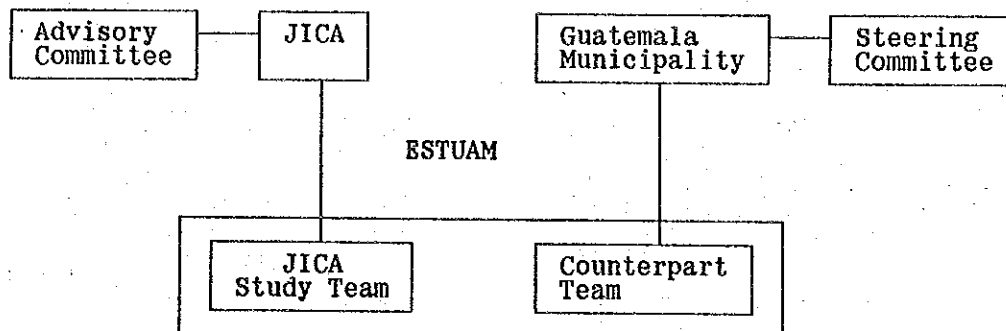 Advisory
Committee
JICA
Guatemala
Municipality
Steering
Committee
ESTUAM
JICA
Study Team
Counterpart
Team